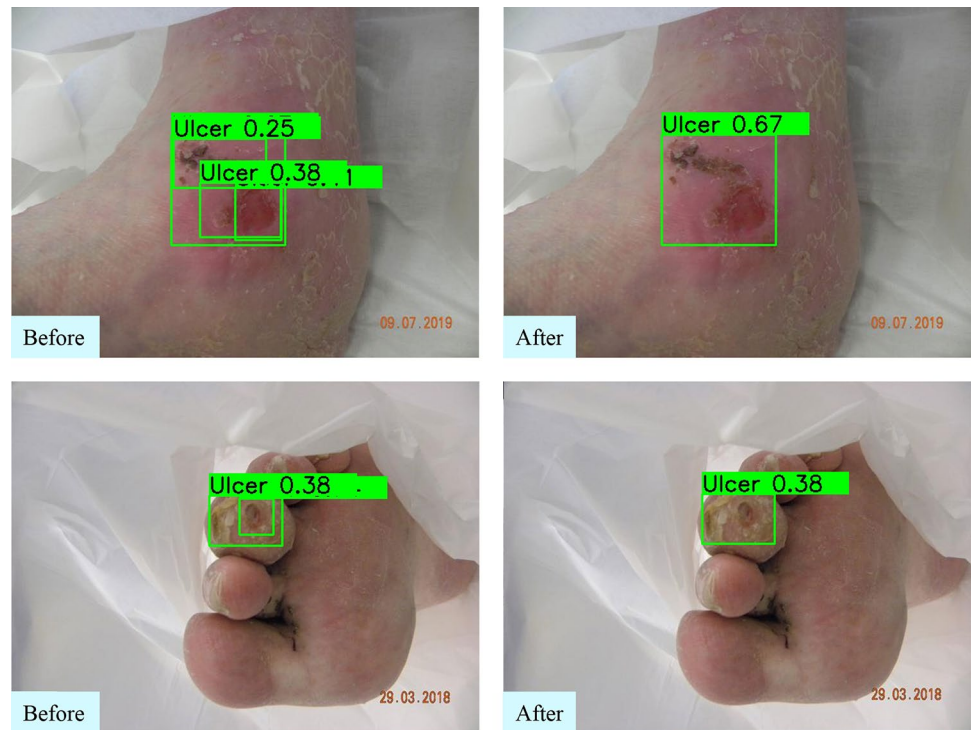 Ulcer 0.25
Ulcer 0.38
09.07.2019
Before
Ulcer 0.67
09.07.2019
After
Ulcer 0.38
29.03.2018
Before
Ulcer 0.38
29.03.2018
After